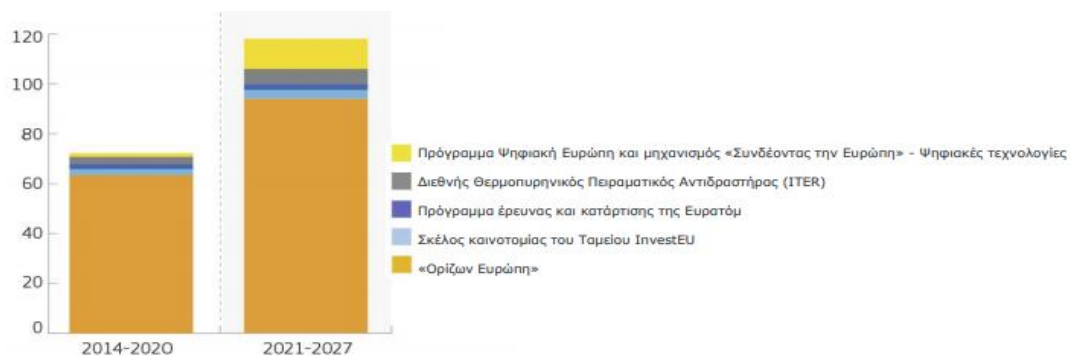 120
100
80
60
40
20
0
2014-2020
2021-2027
Πρόγραμμα Ψηφιακή Ευρώπη και μηχανισμός «Συνδέοντας την Ευρώπη» - Ψηφιακές τεχνολογίες
Διεθνής Θερμοπυρηνικός Πειραματικός Αντιδραστήρας (ITER)
Πρόγραμμα έρευνας και κατάρτισης της Ευρατόμ
Σκέλος καινοτομίας του Ταμείου InvestEU
«Ορίζων Ευρώπη»